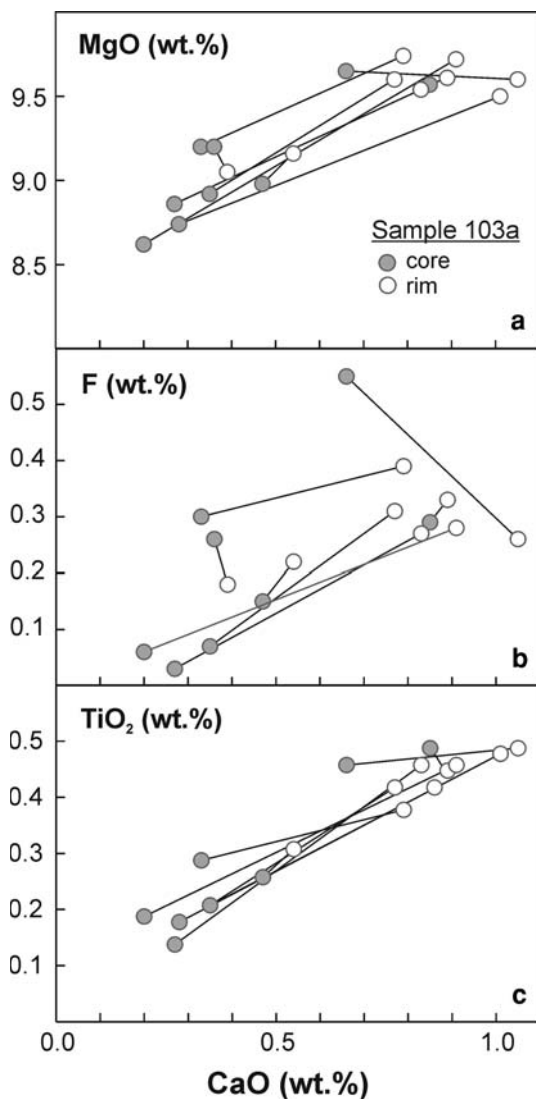 MgO (wt.%)
9.5
9.0
8.5
Sample 103a
core
rim
a
F (wt.%)
0.5
0.4
0.3
0.2
0.1
b
TiO₂ (wt.%)
0.5
0.4
0.3
0.2
0.1
c
0.0 0.5 1.0
CaO (wt.%)